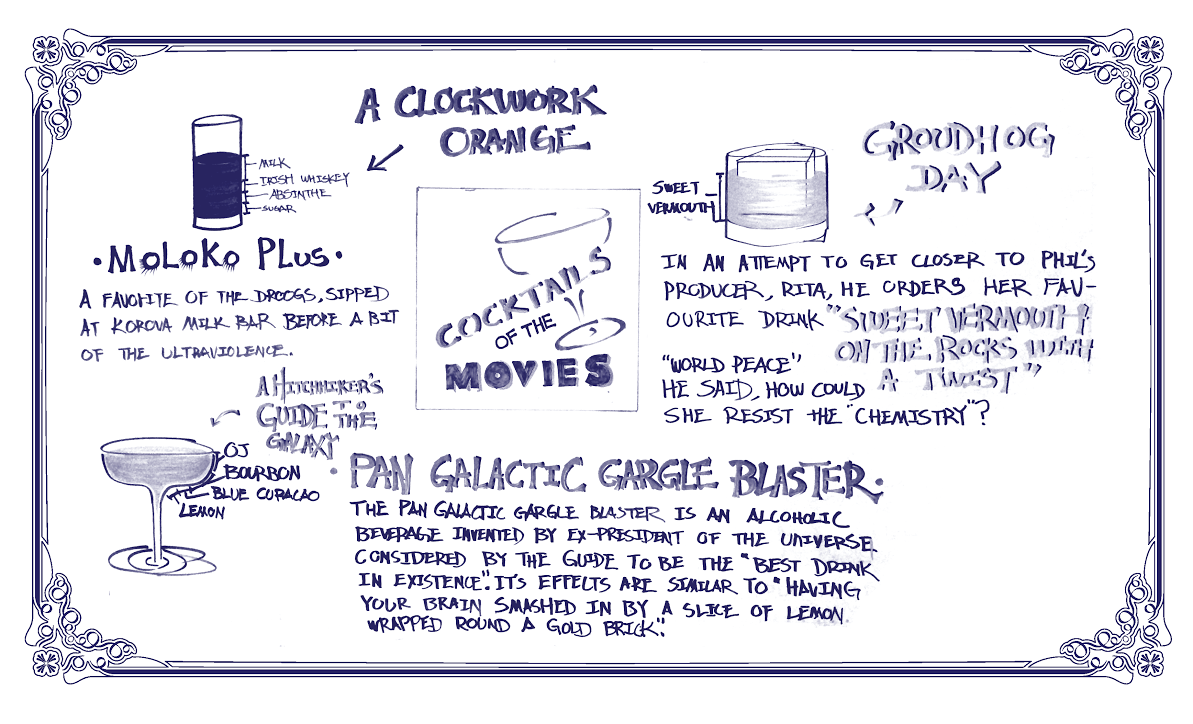 A CLOCKWORK
ORANGE
MILK
IRISH WHISKEY
ABSINTHE
SUGAR
•MOLOKO PLUS•
A FAVORITE OF THE DROOGS, SIPPED
AT KOROVA MILK BAR BEFORE A BIT
OF THE ULTRAVIOLENCE.
COCKTAILS
OF THE
MOVIES
GROUDHOG
DAY
SWEET
VERMOUTH
IN AN ATTEMPT TO GET CLOSER TO PHIL'S
PRODUCER, RITA, HE ORDERS HER FAV-
OURITE DRINK "SWEET VERMOUTH
ON THE ROCKS WITH
A TWIST"
"WORLD PEACE"
HE SAID, HOW COULD
SHE RESIST THE "CHEMISTRY"?
A HITCHHIKER'S
GUIDE TO THE
GALAXY
OJ
BOURBON
BLUE CURACAO
LEMON
•PAN GALACTIC GARGLE BLASTER•
THE PAN GALACTIC GARGLE BLASTER IS AN ALCOHOLIC
BEVERAGE INVENTED BY EX-PRESIDENT OF THE UNIVERSE.
CONSIDERED BY THE GUIDE TO BE THE "BEST DRINK
IN EXISTENCE". IT'S EFFECTS ARE SIMILAR TO "HAVING
YOUR BRAIN SMASHED IN BY A SLICE OF LEMON
WRAPPED ROUND A GOLD BRICK".